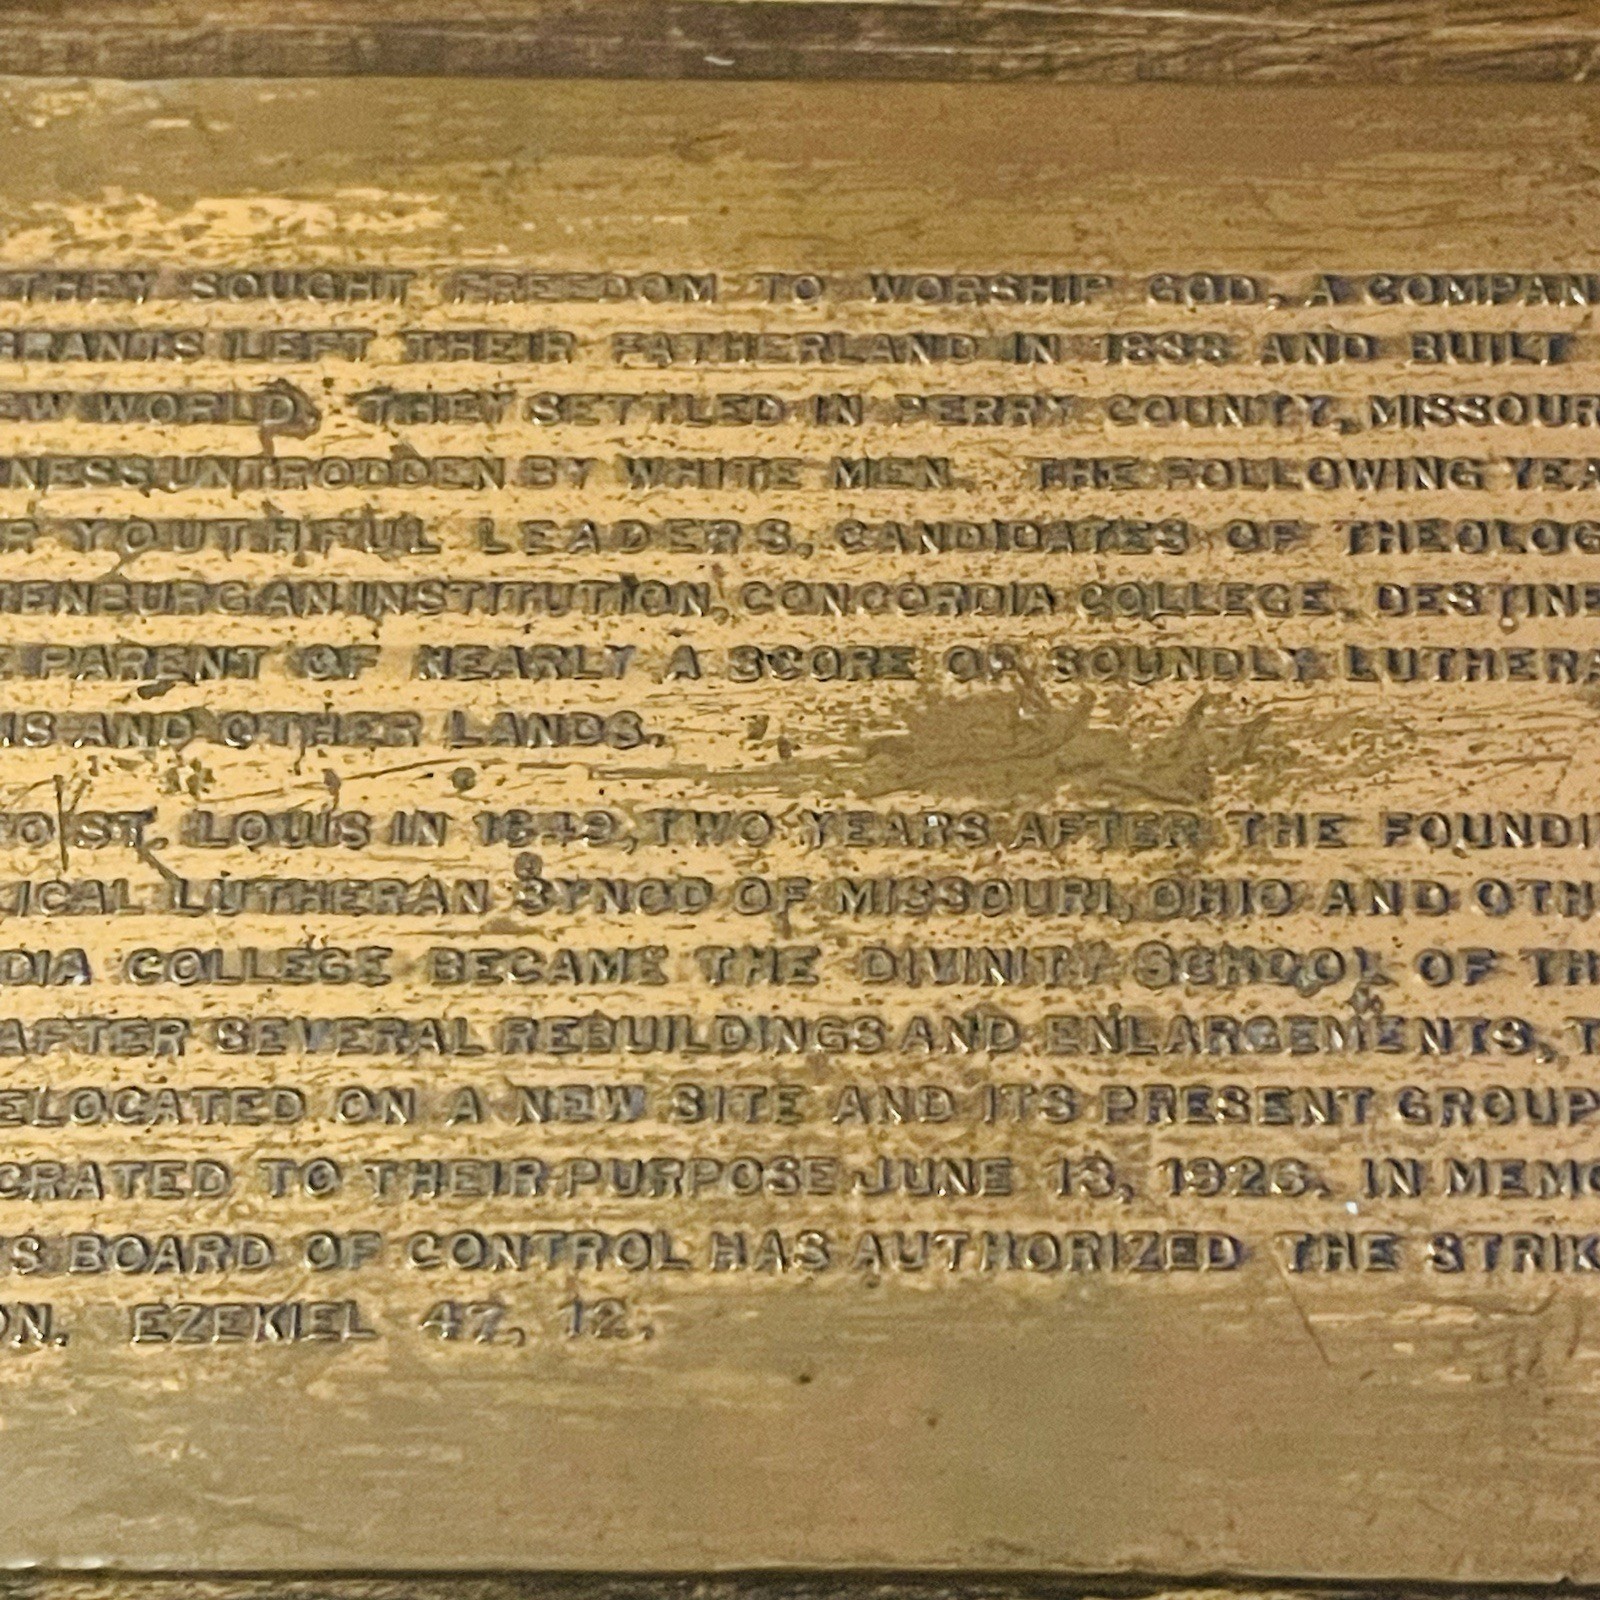 THEY SOUGHT FREEDOM TO WORSHIP GOD, A COMPAN
GRANTS LEFT THEIR FATHERLAND IN 1838 AND BUILT
EW WORLD. THEY SETTLED IN PERRY COUNTY, MISSOUR
NESS UNTRODDEN BY WHITE MEN. THE FOLLOWING YEA
R YOUTHFUL LEADERS, CANDIDATES OF THEOLOG
TENBURGAN INSTITUTION, CONCORDIA COLLEGE, DESTINE
E PARENT OF NEARLY A SCORE OF SOUNDLY LUTHERA
NS AND OTHER LANDS.
TO ST. LOUIS IN 1849, TWO YEARS AFTER THE FOUNDI
LICAL LUTHERAN SYNOD OF MISSOURI, OHIO AND OTH
DIA COLLEGE BECAME THE DIVINITY SCHOOL OF TH
AFTER SEVERAL REBUILDINGS AND ENLARGEMENTS, T
ELOCATED ON A NEW SITE AND ITS PRESENT GROUP
CRATED TO THEIR PURPOSE JUNE 13, 1926. IN MEMO
'S BOARD OF CONTROL HAS AUTHORIZED THE STRIK
ON. EZEKIEL 47, 12.